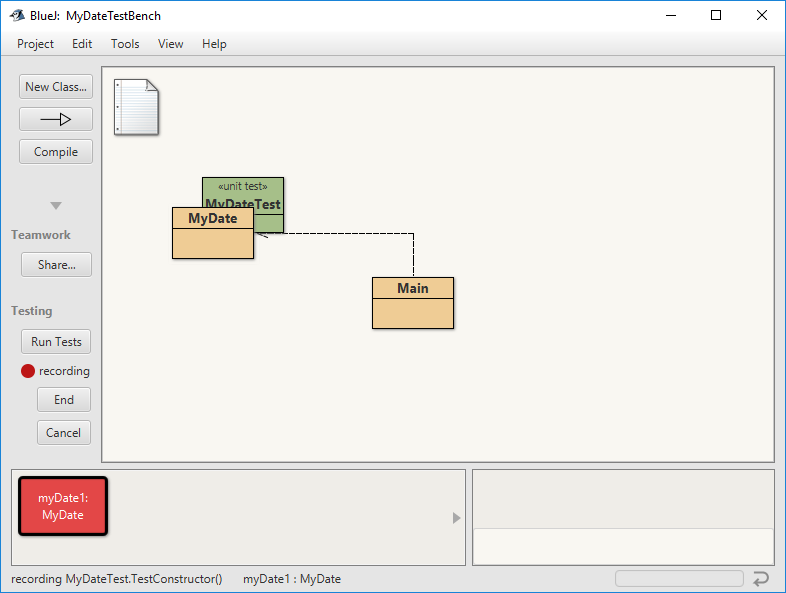 BlueJ:  MyDateTestBench
Project Edit Tools View Help
New Class...
Compile
Teamwork
Share...
Testing
Run Tests
recording
End
Cancel
«unit test»
MyDateTest
MyDate
Main
myDate1:
MyDate
recording MyDateTest.TestConstructor() myDate1 : MyDate